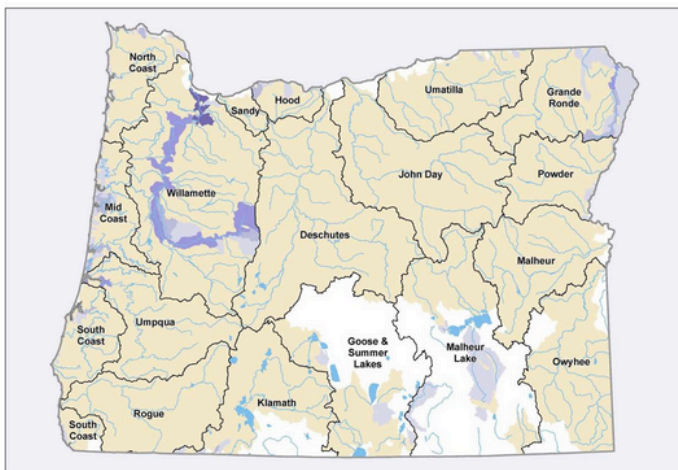 North
Coast
Sandy
Hood
Umatilla
Grande
Ronde
Willamette
John Day
Powder
Mid
Coast
Deschutes
Malheur
Umpqua
South
Coast
Goose &
Summer
Lakes
Malheur
Lake
Owyhee
Klamath
Rogue
South
Coast